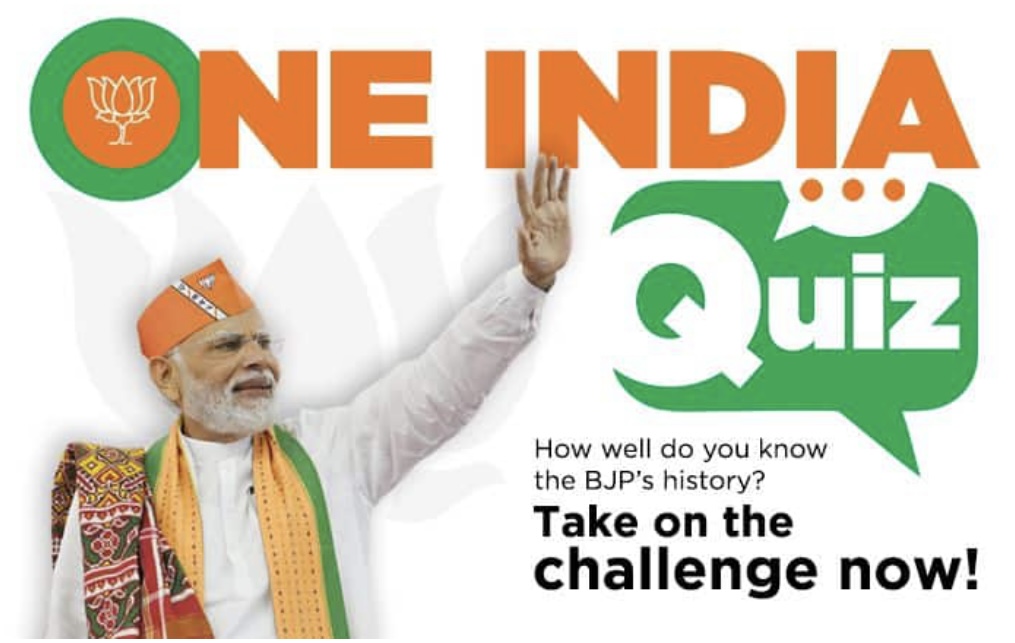 ONE INDIA
Quiz
How well do you know
the BJP's history?
Take on the
challenge now!